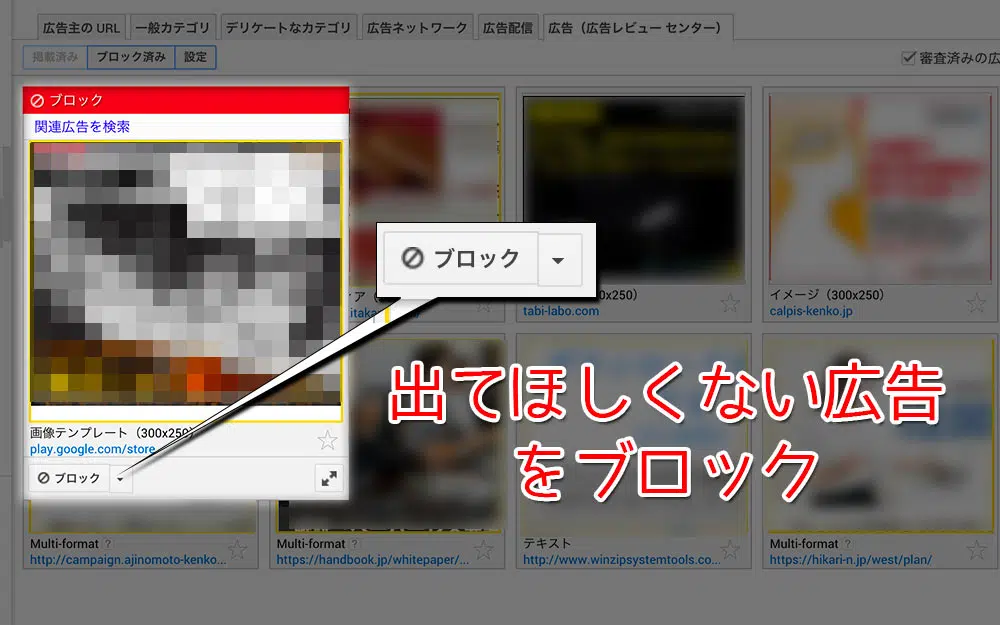 広告主の URL
一般カテゴリ
デリケートなカテゴリ
広告ネットワーク
広告配信
広告（広告レビュー センター）
掲載済み
ブロック済み
設定
審査済みの広
ブロック
関連広告を検索
画像テンプレート（300x250）
play.google.com/store
ブロック
ブロック
ィア（
itaka
x250）
tabi-labo.com
イメージ（300x250）
calpis-kenko.jp
出てほしくない広告
をブロック
Multi-format ?
http://campaign.ajinomoto-kenko...
Multi-format ?
https://handbook.jp/whitepaper/...
テキスト
http://www.winzipsystemtools.co...
Multi-format ?
https://hikari-n.jp/west/plan/